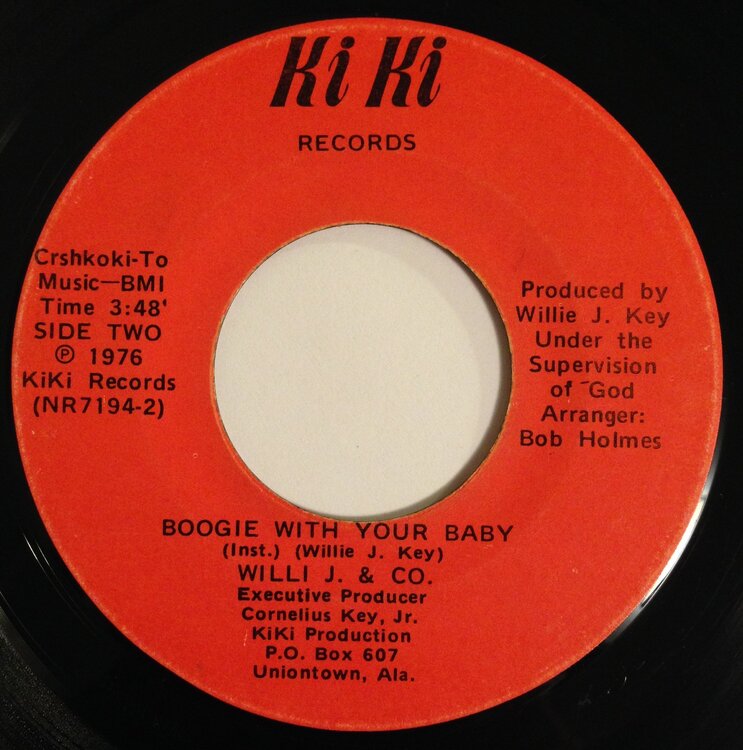 Ki Ki
RECORDS
Crshkoki-To
Music—BMI
Time 3:48'
SIDE TWO
℗ 1976
KiKi Records
(NR7194-2)
Produced by
Willie J. Key
Under the
Supervision
of God
Arranger:
Bob Holmes
BOOGIE WITH YOUR BABY
(Inst.) (Willie J. Key)
WILLI J. & CO.
Executive Producer
Cornelius Key, Jr.
KiKi Production
P.O. Box 607
Uniontown, Ala.